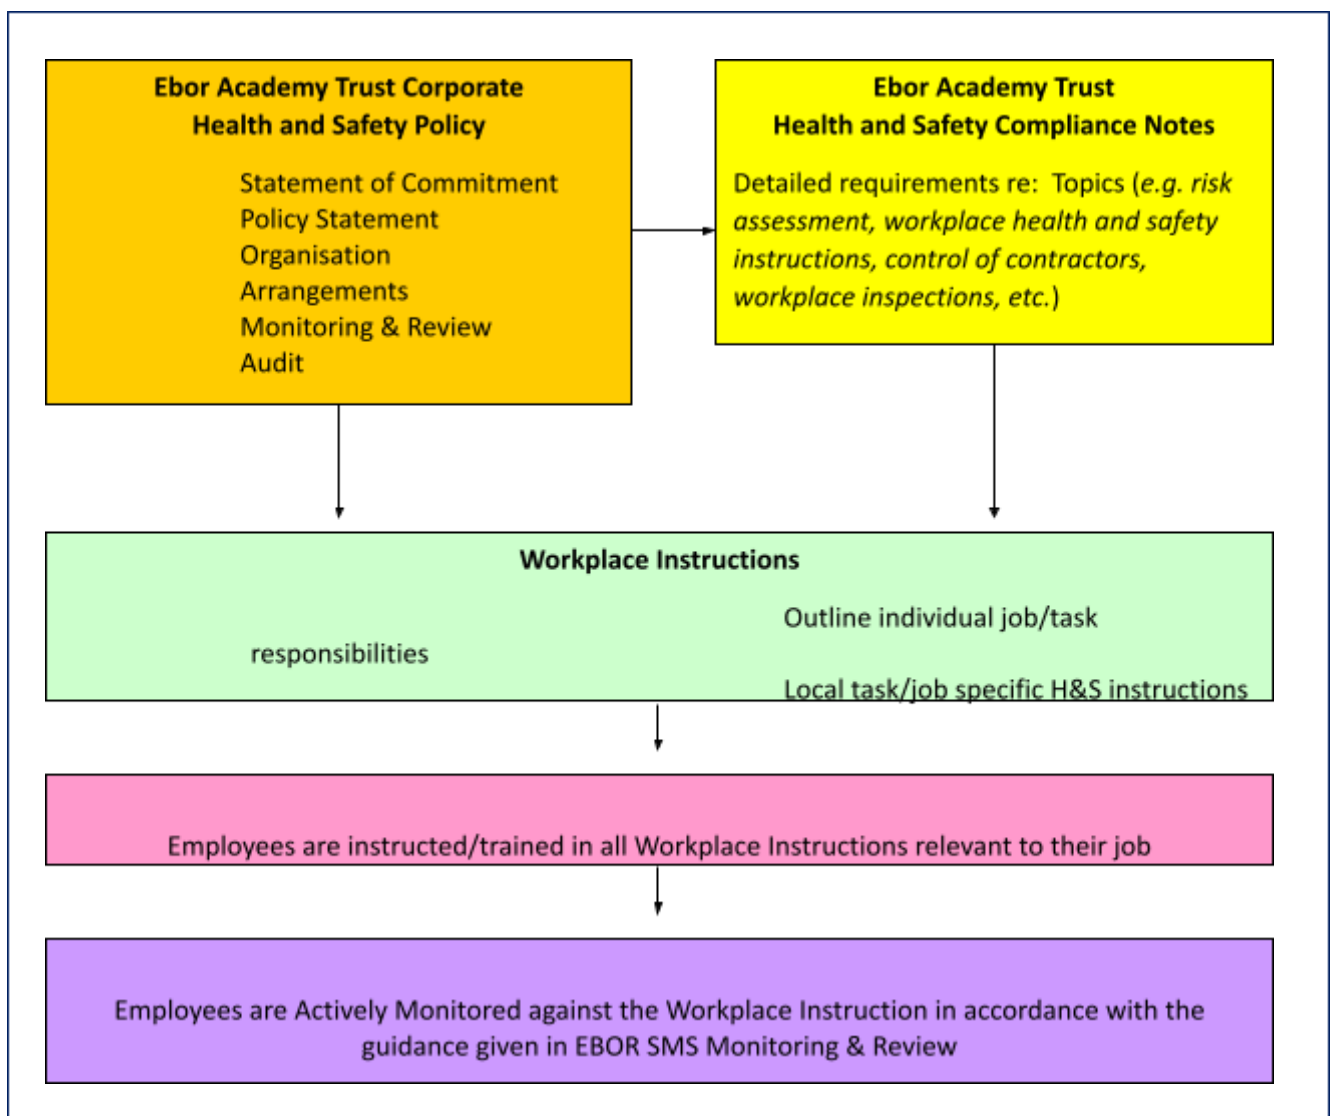 Ebor Academy Trust Corporate
Health and Safety Policy
Statement of Commitment
Policy Statement
Organisation
Arrangements
Monitoring & Review
Audit
Ebor Academy Trust
Health and Safety Compliance Notes
Detailed requirements re:  Topics (e.g. risk
assessment, workplace health and safety
instructions, control of contractors,
workplace inspections, etc.)
Workplace Instructions
Outline individual job/task
responsibilities
Local task/job specific H&S instructions
Employees are instructed/trained in all Workplace Instructions relevant to their job
Employees are Actively Monitored against the Workplace Instruction in accordance with the
guidance given in EBOR SMS Monitoring & Review